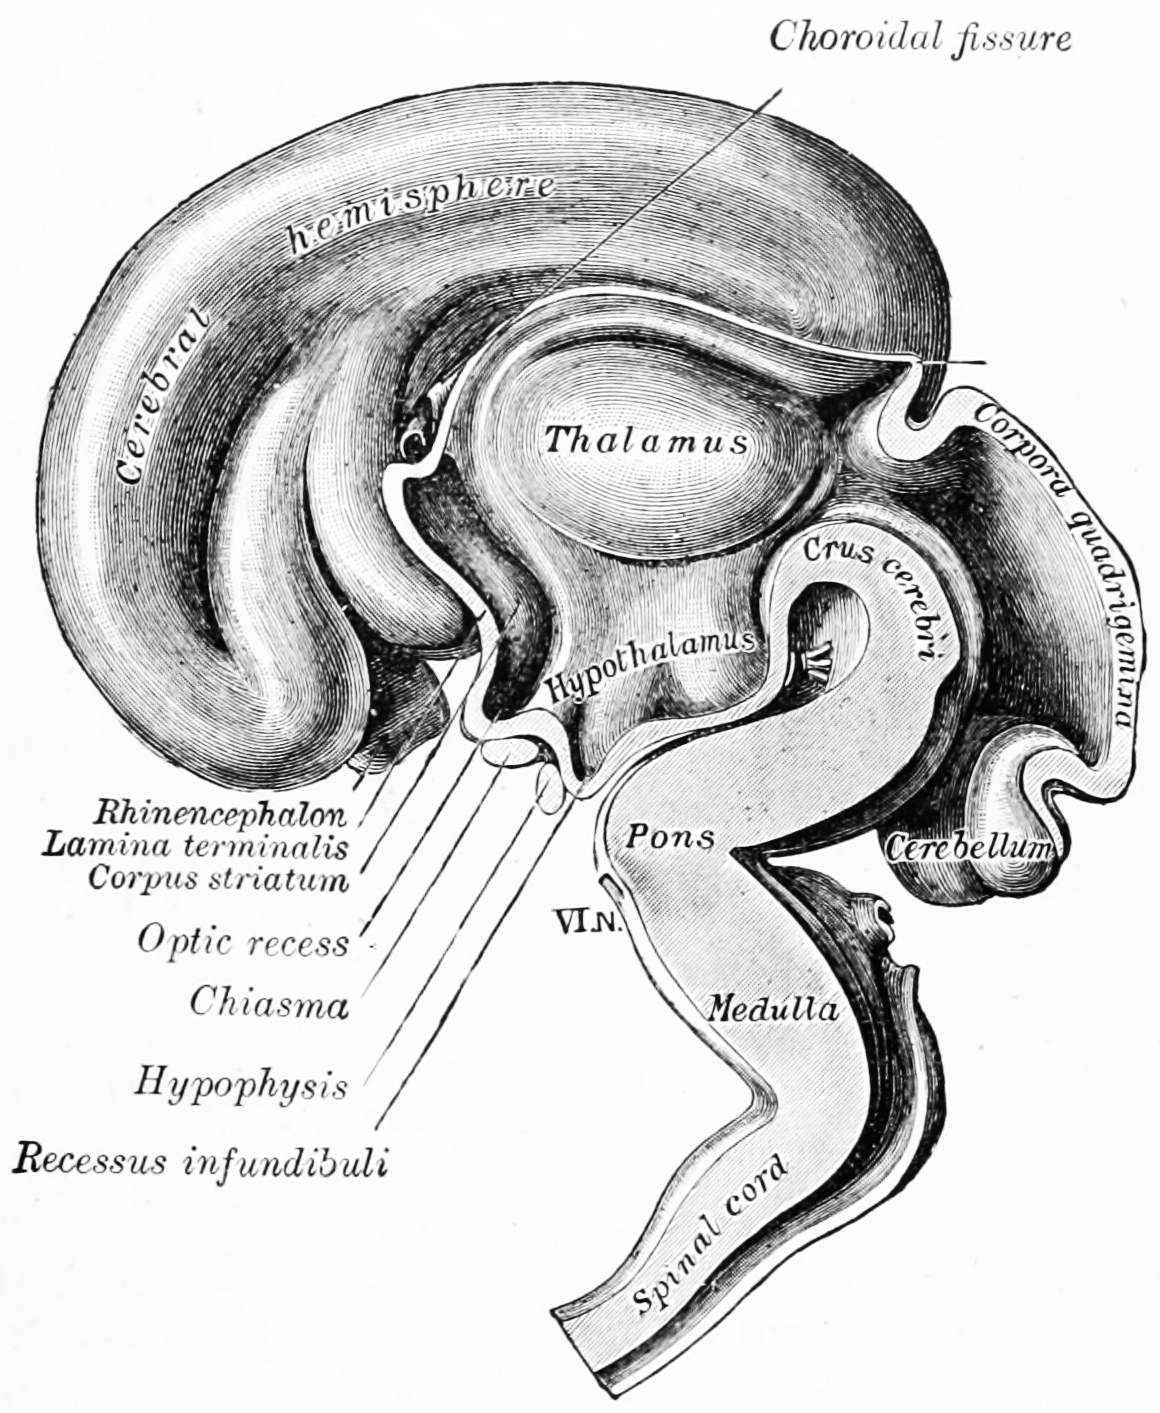 Choroidal fissure
Cerebral hemisphere
Thalamus
Corpora quadrigemina
Crus cerebri
Hypothalamus
Rhinencephalon
Lamina terminalis
Corpus striatum
Pons
Cerebellum
VI.N.
Optic recess
Chiasma
Medulla
Hypophysis
Recessus infundibuli
Spinal cord